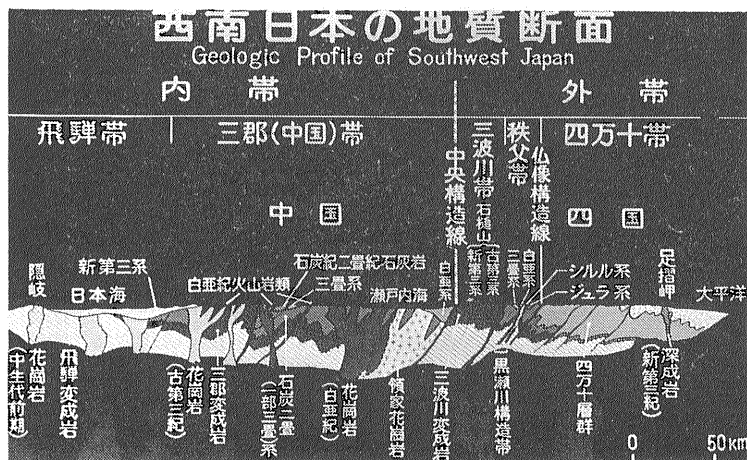 西南日本の地質断面
Geologic Profile of Southwest Japan
内帯
外帯
飛騨帯
三郡(中国)帯
中央構造線
三波川帯
秩父帯
仏像構造線
四万十帯
中国
石槌山
四国
隠岐
新第三系
日本海
白亜紀火山岩類
石炭紀二畳紀石灰岩
三畳系
瀬戸内海
白亜系
(新第三系)
(古第三系)
三畳系
白亜系
シルル系
ジュラ系
足摺岬
太平洋
花崗岩
(中生代前期)
飛騨変成岩
花崗岩
(古第三紀)
三郡変成岩
石炭二畳
(一部三畳)系
花崗岩
(白亜紀)
領家花崗岩
三波川変成岩
黒瀬川構造帯
四万十層群
深成岩
(新第三紀)
0 50KM